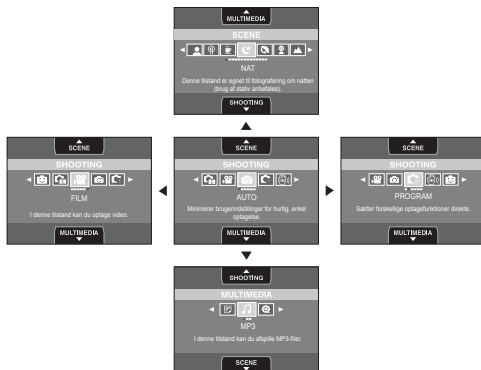 MULTIMEDIA
SCENE
NAT
Denne tilstand er egnet til fotografering om natten
(brug af stativ anbefales).
SHOOTING
SCENE
SHOOTING
FILM
I denne tilstand kan du optage video.
MULTIMEDIA
SCENE
SHOOTING
AUTO
Minimerer brugerindstillinger for hurtig, enkel
optagelse.
MULTIMEDIA
SCENE
SHOOTING
PROGRAM
Sætter forskellige optagefunktioner direkte.
MULTIMEDIA
SHOOTING
MULTIMEDIA
MP3
I denne tilstand kan du afspille MP3-filer.
SCENE